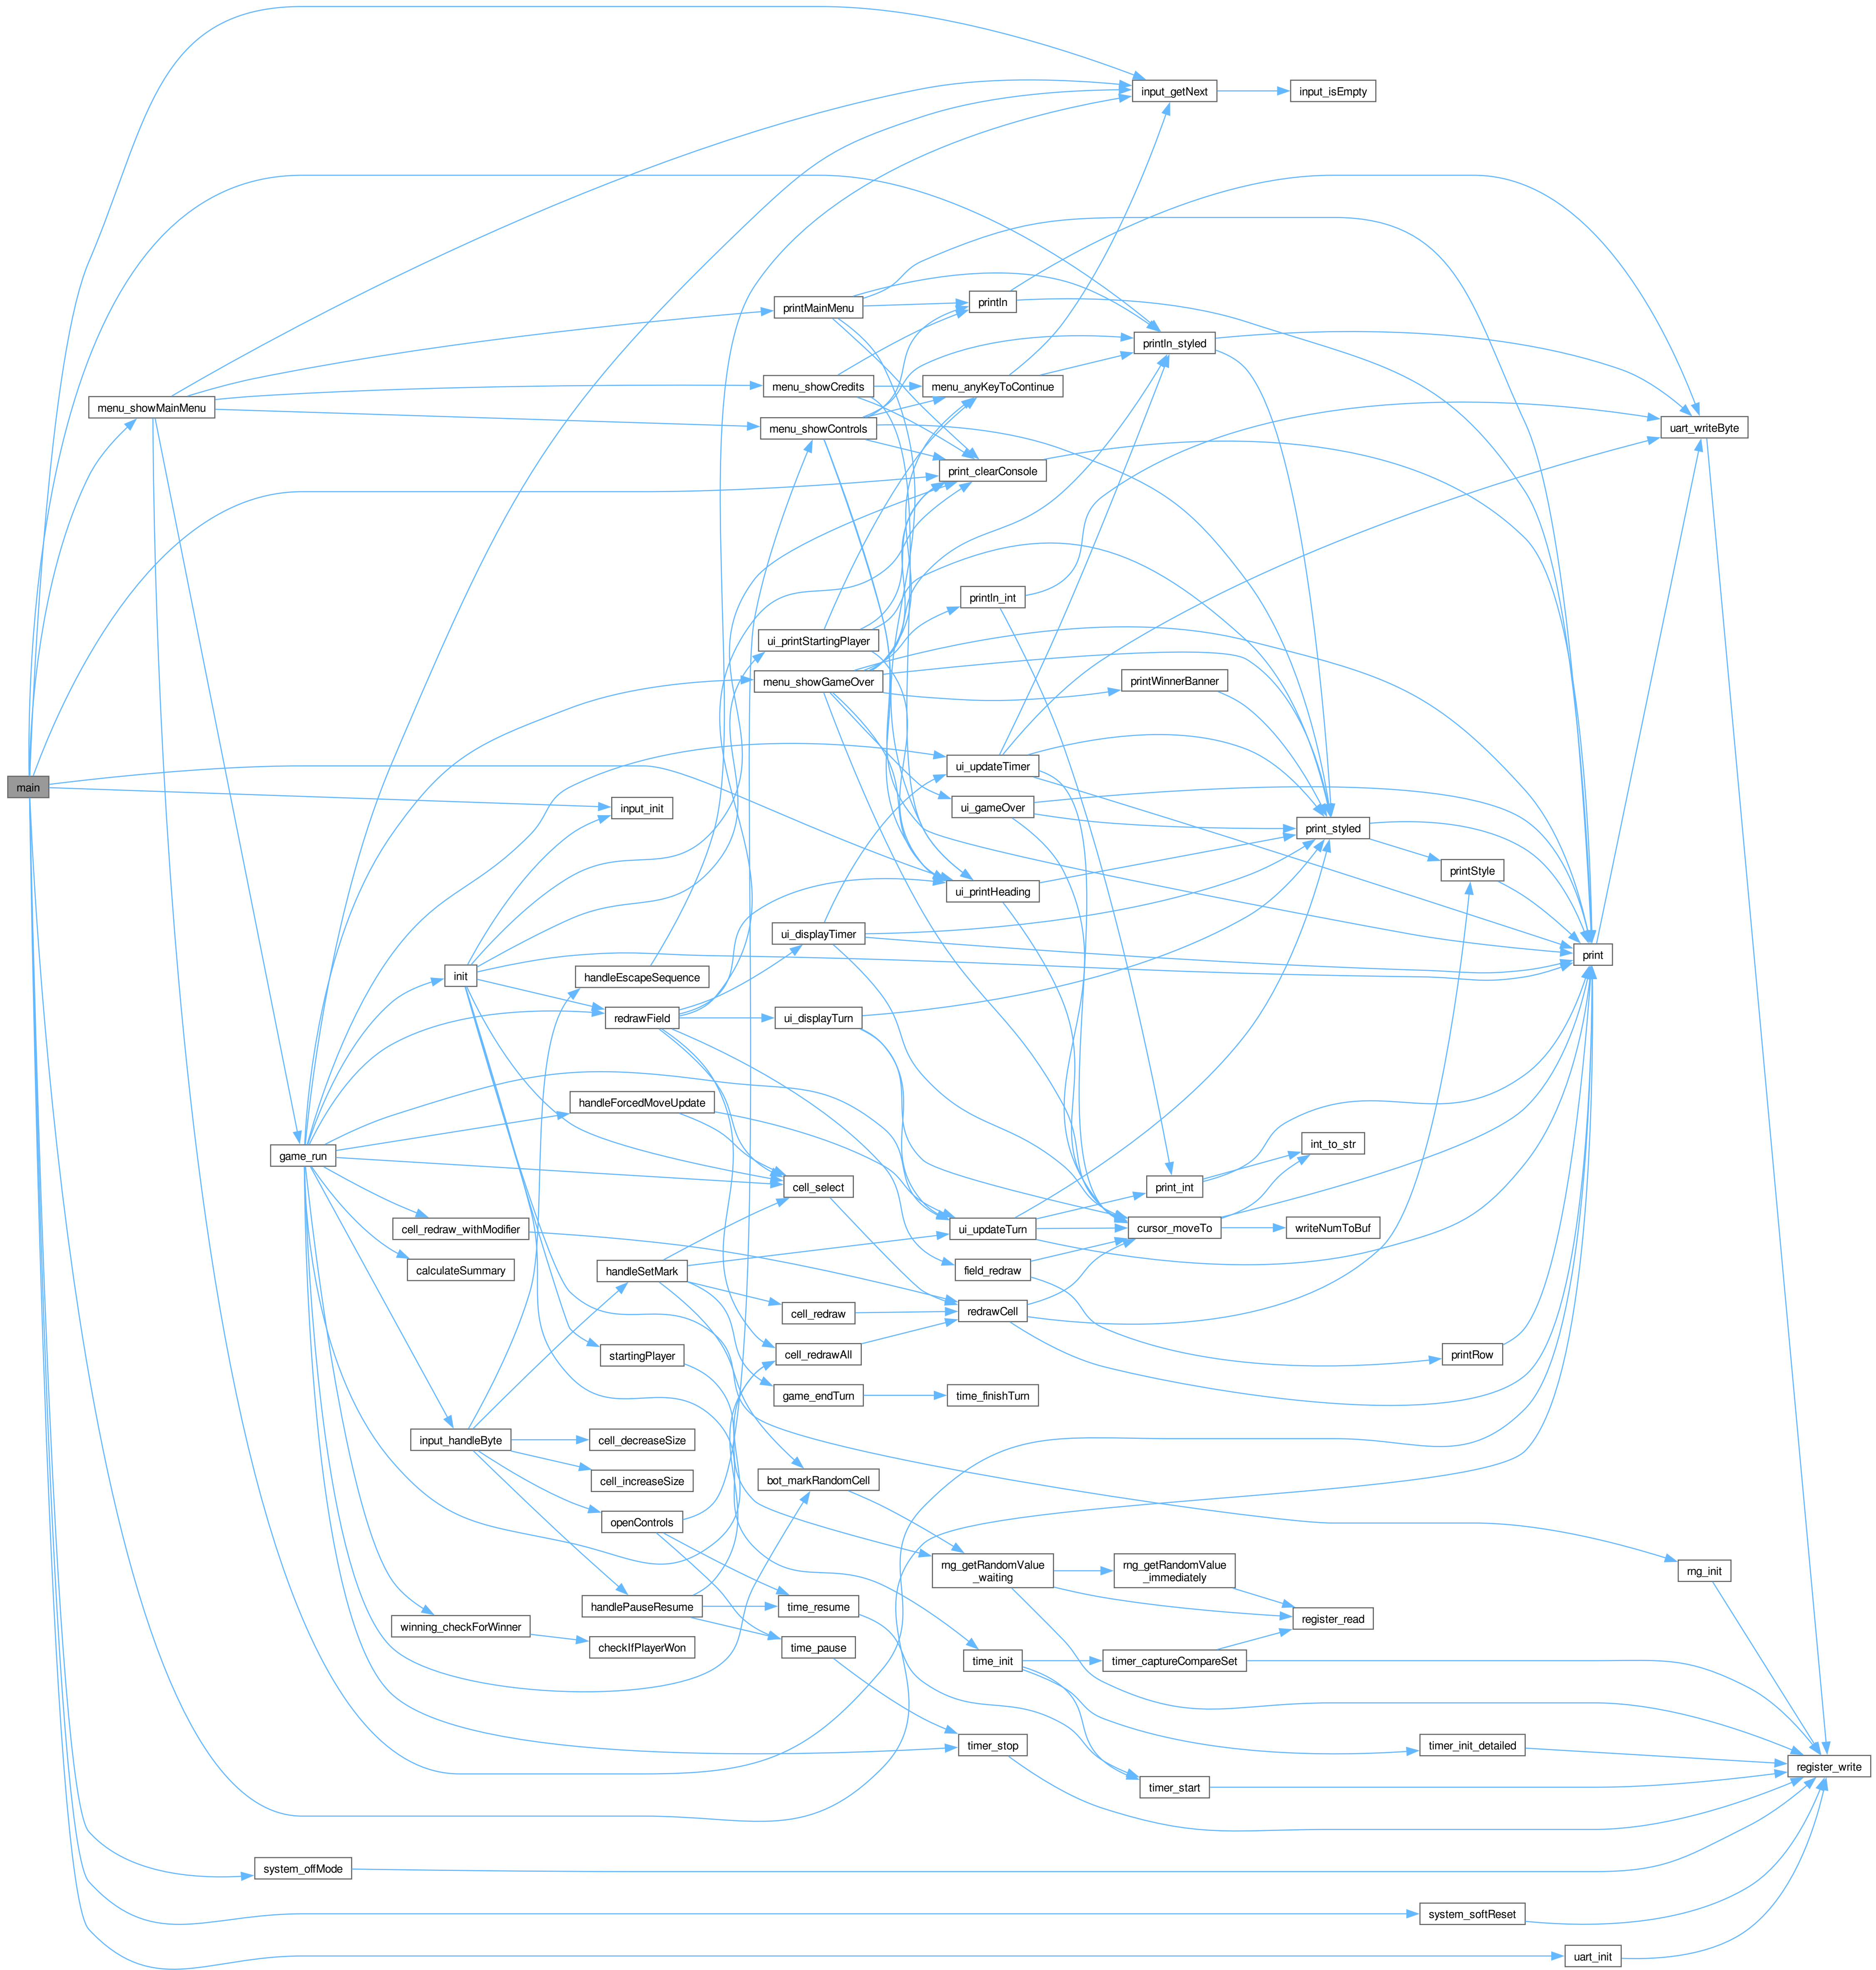 input_getNext
input_isEmpty
printMainMenu
println
println_styled
menu_showCredits
menu_anyKeyToContinue
menu_showMainMenu
menu_showControls
uart_writeByte
print_clearConsole
println_int
ui_printStartingPlayer
menu_showGameOver
printWinnerBanner
ui_updateTimer
main
input_init
ui_gameOver
print_styled
printStyle
ui_printHeading
ui_displayTimer
print
init
handleEscapeSequence
redrawField
ui_displayTurn
handleForcedMoveUpdate
int_to_str
game_run
cell_select
print_int
cell_redraw_withModifier
ui_updateTurn
cursor_moveTo
writeNumToBuf
calculateSummary
handleSetMark
field_redraw
cell_redraw
redrawCell
startingPlayer
cell_redrawAll
printRow
game_endTurn
time_finishTurn
input_handleByte
cell_decreaseSize
cell_increaseSize
bot_markRandomCell
openControls
rng_getRandomValue
_waiting
rng_getRandomValue
_immediately
rng_init
handlePauseResume
time_resume
register_read
winning_checkForWinner
checkIfPlayerWon
time_pause
time_init
timer_captureCompareSet
timer_stop
timer_init_detailed
register_write
timer_start
system_offMode
system_softReset
uart_init